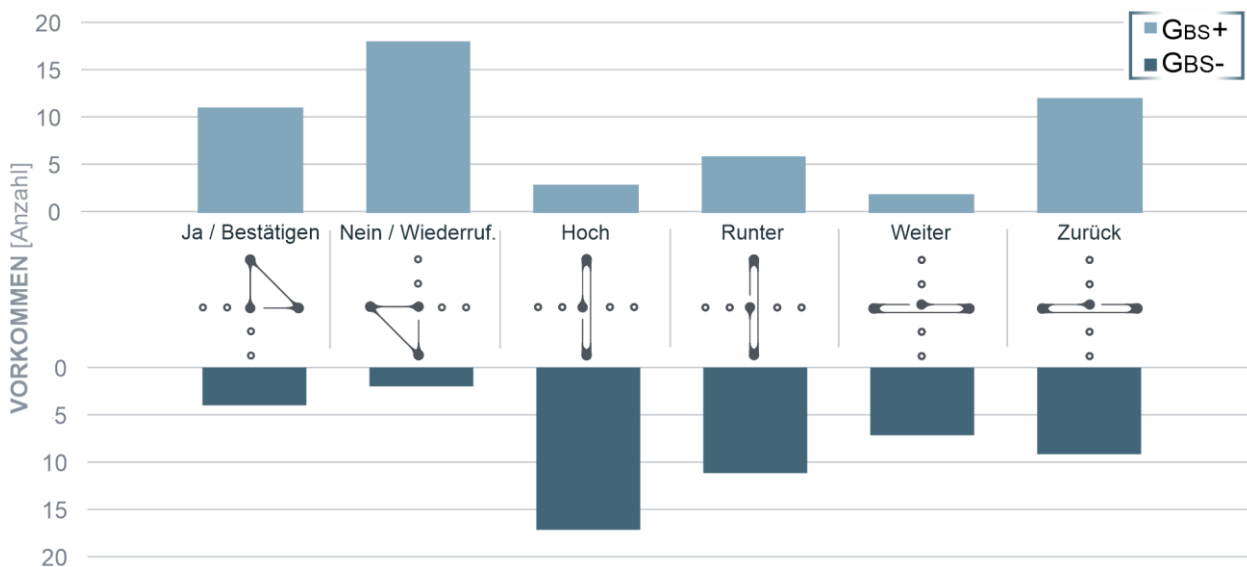 20
GBS+
GBS-
15
10
5
0
VORKOMMEN [Anzahl]
Ja / Bestätigen
Nein / Wiederruf.
Hoch
Runter
Weiter
Zurück
0
5
10
15
20